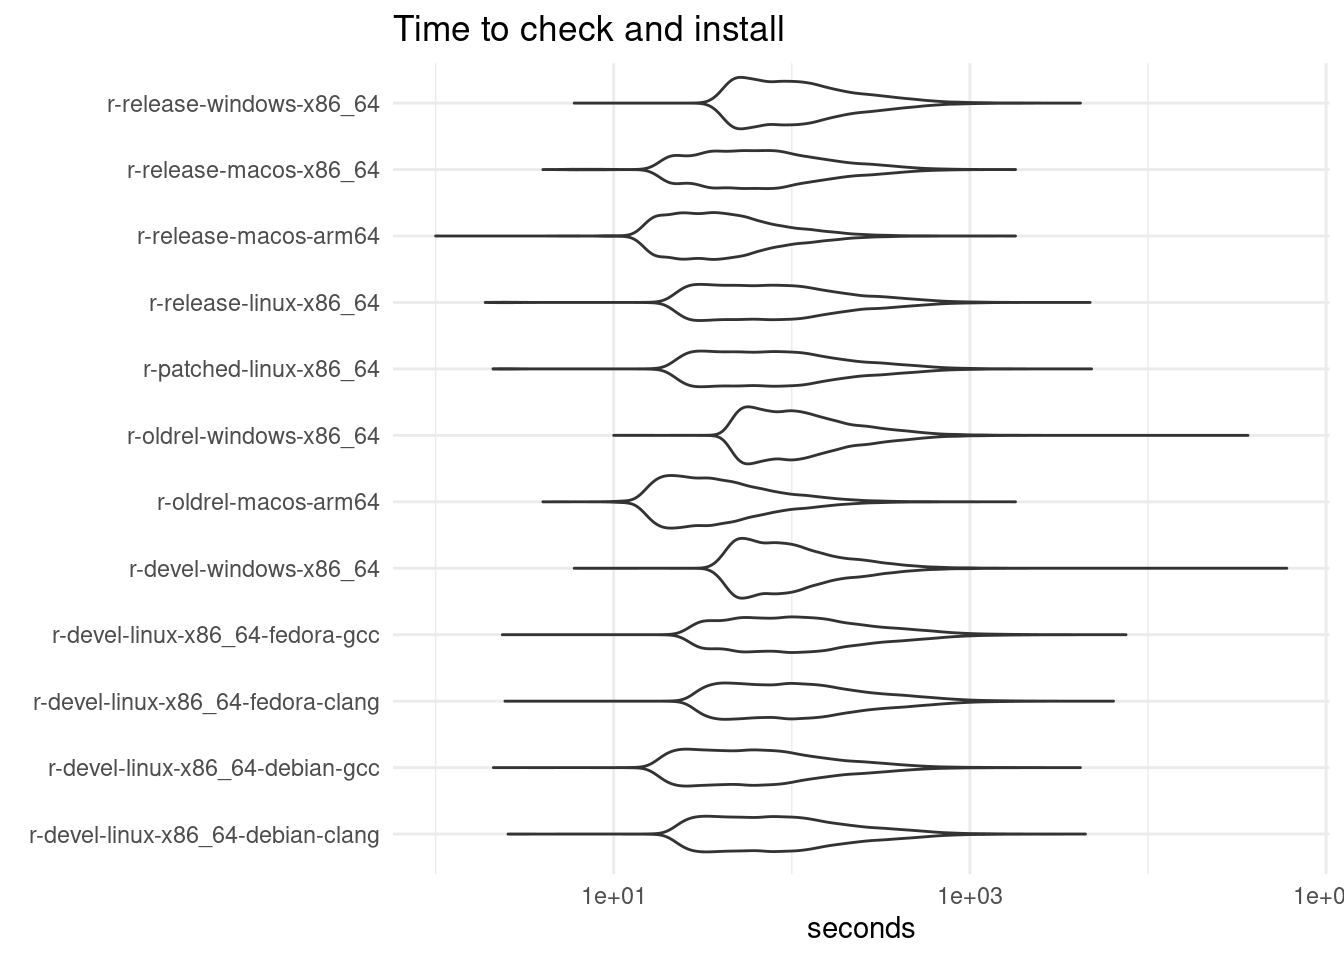 Time to check and install
r-release-windows-x86_64
r-release-macos-x86_64
r-release-macos-arm64
r-release-linux-x86_64
r-patched-linux-x86_64
r-oldrel-windows-x86_64
r-oldrel-macos-arm64
r-devel-windows-x86_64
r-devel-linux-x86_64-fedora-gcc
r-devel-linux-x86_64-fedora-clang
r-devel-linux-x86_64-debian-gcc
r-devel-linux-x86_64-debian-clang
1e+01 1e+03 1e+0
seconds